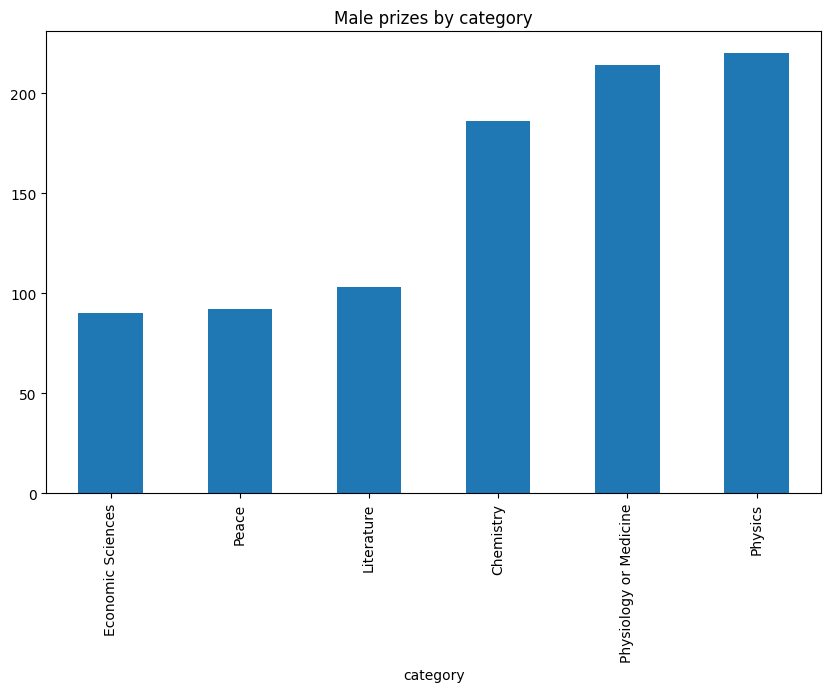 Male prizes by category
200
150
100
50
0
Economic Sciences
Peace
Literature
Chemistry
Physiology or Medicine
Physics
category